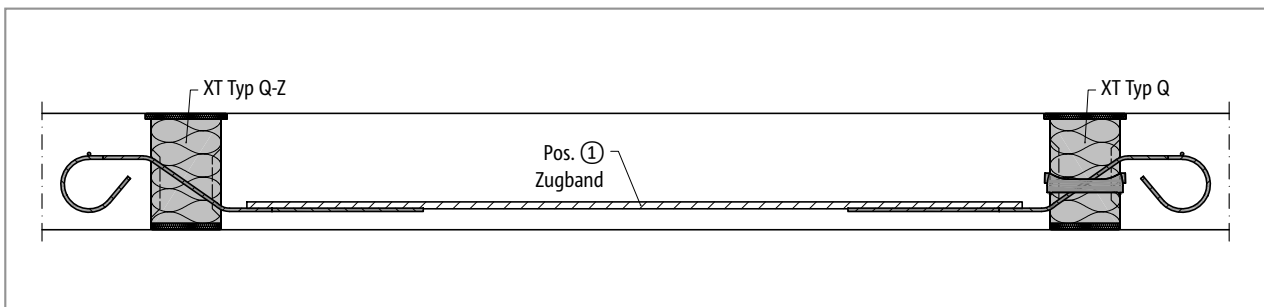 XT Typ Q-Z
XT Typ Q
Pos. ①
Zugband